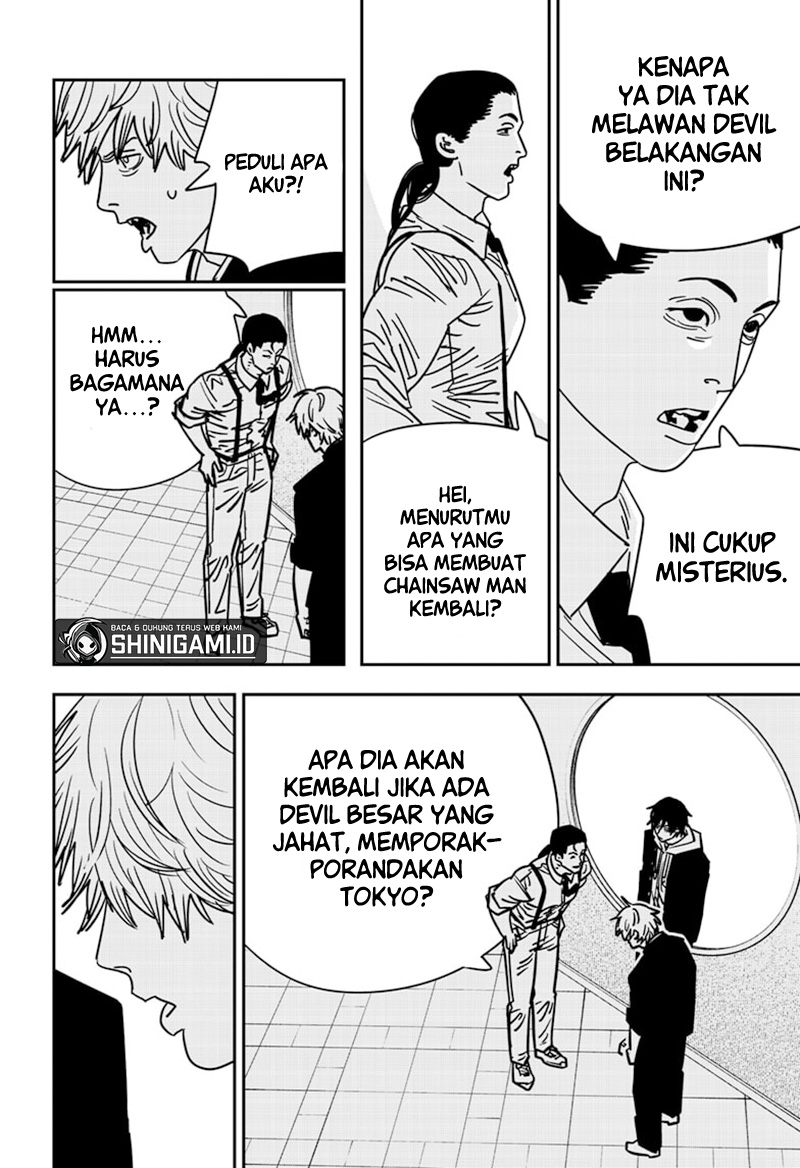 KENAPA
YA DIA TAK
MELAWAN DEVIL
BELAKANGAN
INI?
INI CUKUP
MISTERIUS.
HEI,
MENURUTMU
APA YANG
BISA MEMBUAT
CHAINSAW MAN
KEMBALI?
PEDULI APA
AKU?!
HMM...
HARUS
BAGAMANA
YA...?
BACA & DUKUNG TERUS WEB KAMI
SHINIGAMI.ID
APA DIA AKAN
KEMBALI JIKA ADA
DEVIL BESAR YANG
JAHAT, MEMPORAK-
PORANDAKAN
TOKYO?